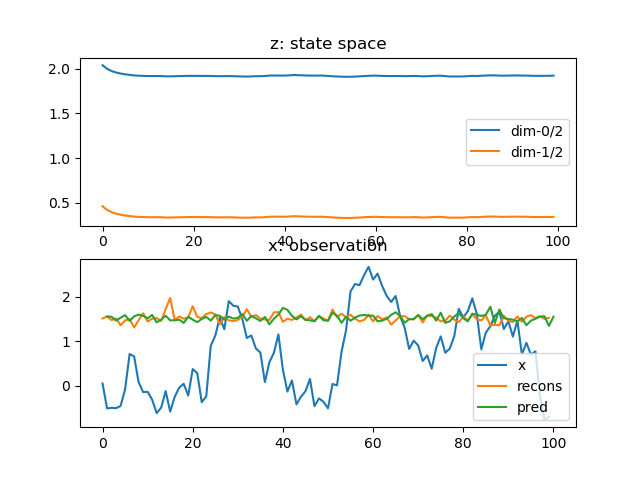 z: state space
2.0
1.5
1.0
0.5
dim-0/2
dim-1/2
0 20 40 60 80 100
x: observation
2
1
0
x
recons
pred
0 20 40 60 80 100